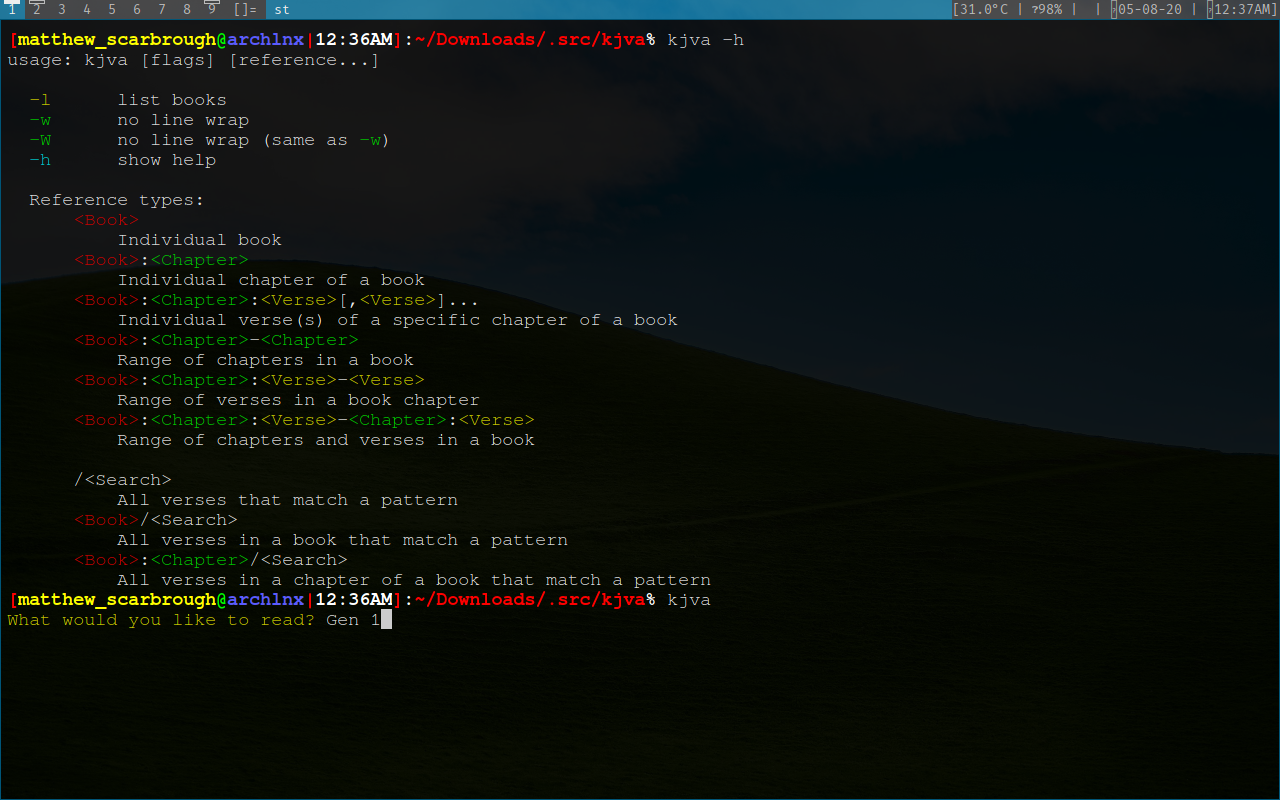 1 2 3 4 5 6 7 8 9 []= st [31.0°C | ?98% | | 05-08-20 | 12:37AM]
[matthew_scarbrough@archlnx|12:36AM]:~/Downloads/.src/kjva% kjva -h
usage: kjva [flags] [reference...]
-l list books
-w no line wrap
-W no line wrap (same as -w)
-h show help
Reference types:
<Book>
Individual book
<Book>:<Chapter>
Individual chapter of a book
<Book>:<Chapter>:<Verse>[,<Verse>]...
Individual verse(s) of a specific chapter of a book
<Book>:<Chapter>-<Chapter>
Range of chapters in a book
<Book>:<Chapter>:<Verse>-<Verse>
Range of verses in a book chapter
<Book>:<Chapter>:<Verse>-<Chapter>:<Verse>
Range of chapters and verses in a book
/<Search>
All verses that match a pattern
<Book>/<Search>
All verses in a book that match a pattern
<Book>:<Chapter>/<Search>
All verses in a chapter of a book that match a pattern
[matthew_scarbrough@archlnx|12:36AM]:~/Downloads/.src/kjva% kjva
What would you like to read? Gen 1